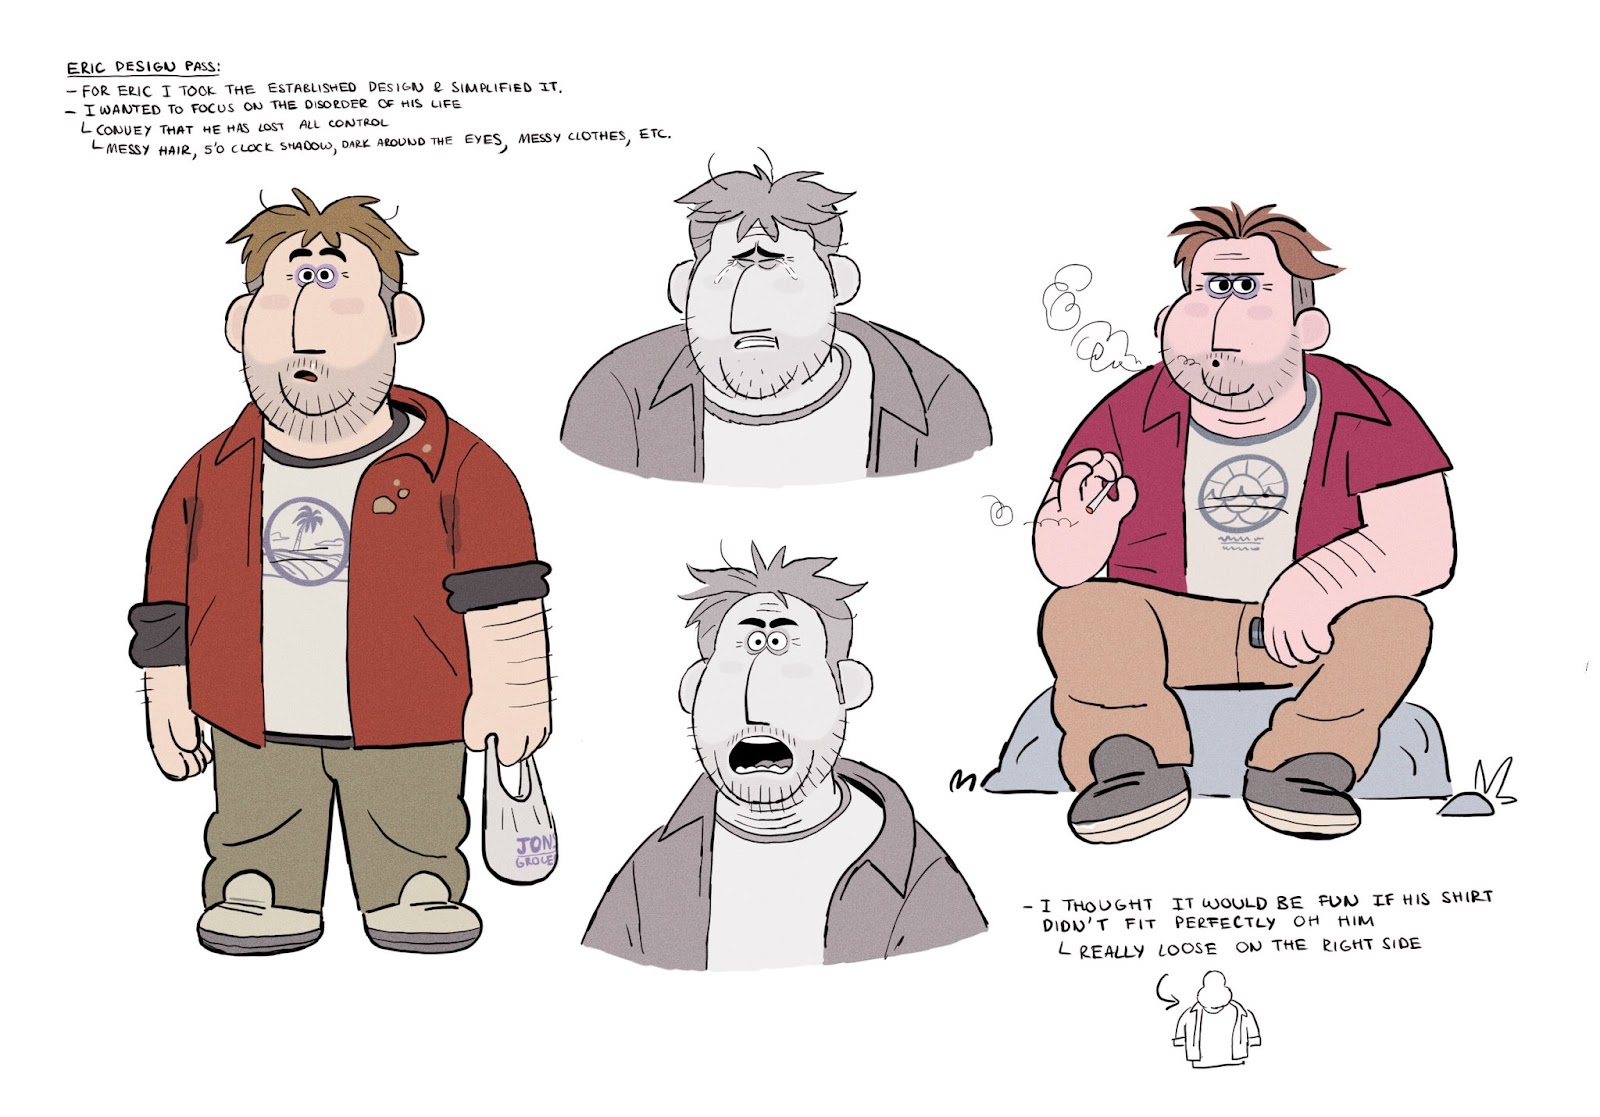 ERIC DESIGN PASS:
- FOR ERIC I TOOK THE ESTABLISHED DESIGN & SIMPLIFIED IT.
- I WANTED TO FOCUS ON THE DISORDER OF HIS LIFE
CONVEY THAT HE HAS LOST ALL CONTROL
MESSY HAIR, 5'O CLOCK SHADOW, DARK AROUND THE EYES, MESSY CLOTHES, ETC.
JONS
GROCE
- I THOUGHT IT WOULD BE FUN IF HIS SHIRT
DIDN'T FIT PERFECTLY ON HIM
REALLY LOOSE ON THE RIGHT SIDE